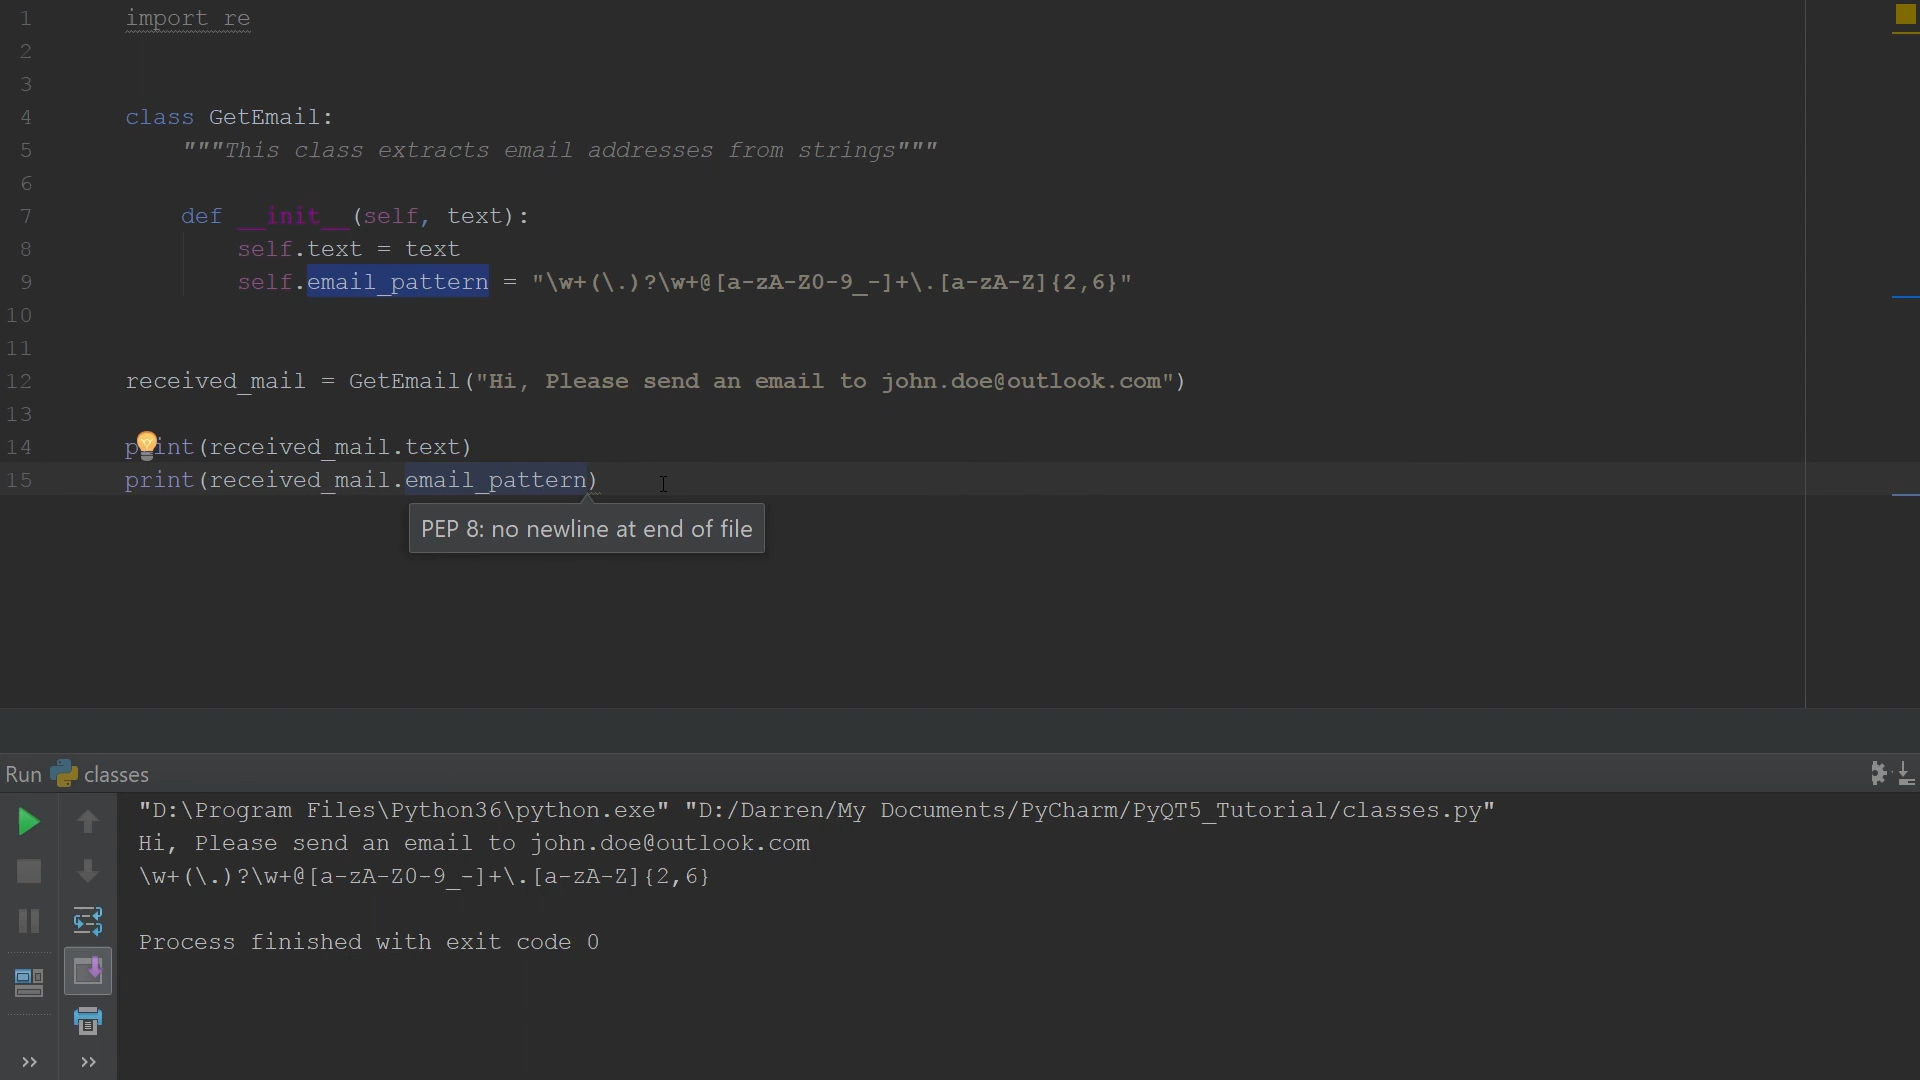 1 import re
2
3
4 class GetEmail:
5 """This class extracts email addresses from strings"""
6
7 def __init__(self, text):
8 self.text = text
9 self.email_pattern = "\w+(\.)?\w+@[a-zA-Z0-9_-]+\.[a-zA-Z]{2,6}"
10
11
12 received_mail = GetEmail("Hi, Please send an email to john.doe@outlook.com")
13
14 print(received_mail.text)
15 print(received_mail.email_pattern)
PEP 8: no newline at end of file
Run classes
"D:\Program Files\Python36\python.exe" "D:/Darren/My Documents/PyCharm/PyQT5_Tutorial/classes.py"
Hi, Please send an email to john.doe@outlook.com
\w+(\.)?\w+@[a-zA-Z0-9_-]+\.[a-zA-Z]{2,6}
Process finished with exit code 0